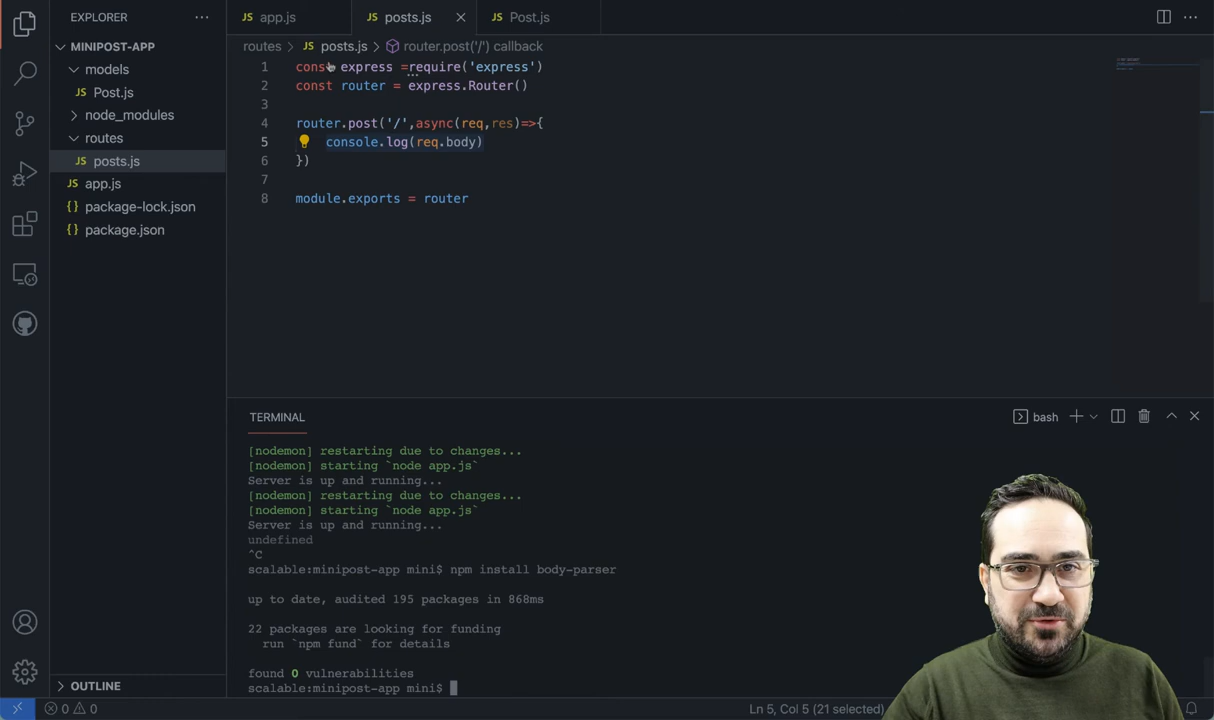 EXPLORER
MINIPOST-APP
models
JS Post.js
node_modules
routes
JS posts.js
JS app.js
{} package-lock.json
{} package.json
OUTLINE
JS app.js
JS posts.js
JS Post.js
routes > JS posts.js > router.post('/') callback
1 const express =require('express')
2 const router = express.Router()
3
4 router.post('/',async(req,res)=>{
5 console.log(req.body)
6 })
7
8 module.exports = router
TERMINAL
bash
[nodemon] restarting due to changes...
[nodemon] starting `node app.js`
Server is up and running...
[nodemon] restarting due to changes...
[nodemon] starting `node app.js`
Server is up and running...
undefined
^C
scalable:minipost-app mini$ npm install body-parser
up to date, audited 195 packages in 868ms
22 packages are looking for funding
run `npm fund` for details
found 0 vulnerabilities
scalable:minipost-app mini$
0 0
Ln 5, Col 5 (21 selected)